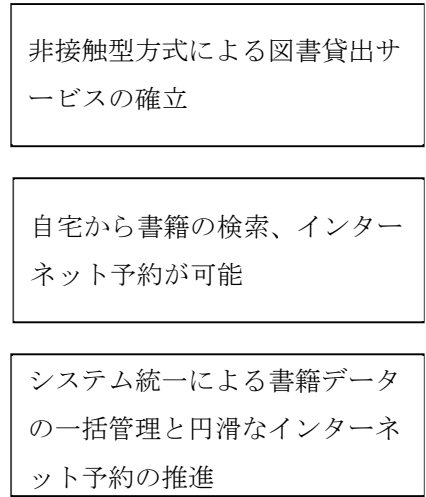 非接触型方式による図書貸出サ
ービスの確立
自宅から書籍の検索、インター
ネット予約が可能
システム統一による書籍データ
の一括管理と円滑なインターネ
ット予約の推進